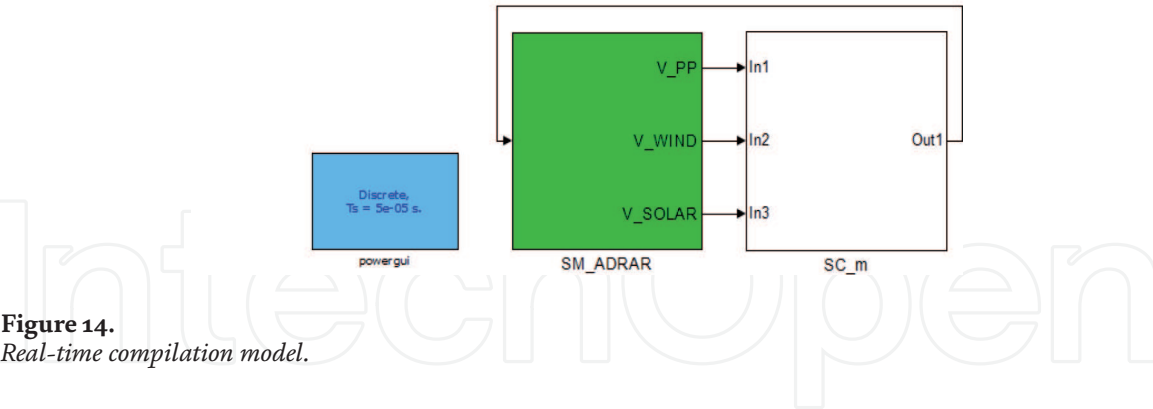 V_PP
In1
V_WIND
In2
Out1
V_SOLAR
In3
SM_ADRAR
SC_m
Discrete,
Ts = 5e-05 s.
powergui
IntechOpen
Figure 14.
Real-time compilation model.